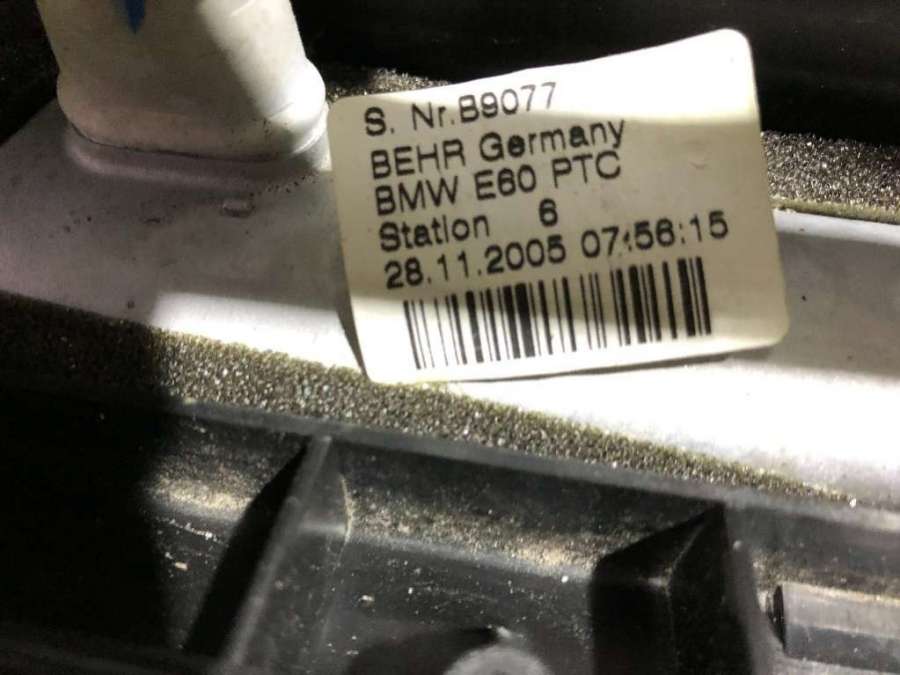 S. Nr.B9077
BEHR Germany
BMW E60 PTC
Station 6
28.11.2005 07:56:15